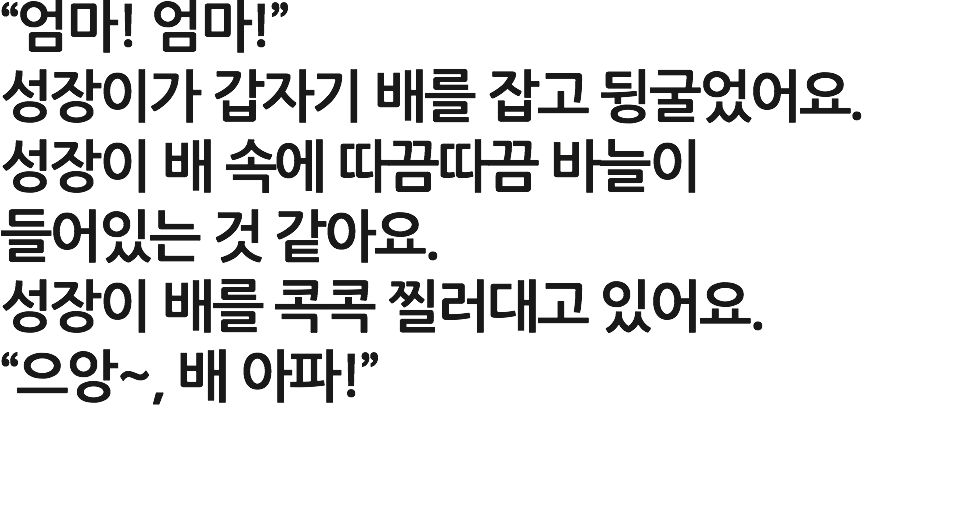 “엄마! 엄마!”
성장이가 갑자기 배를 잡고 뒹굴었어요.
성장이 배 속에 따끔따끔 바늘이
들어있는 것 같아요.
성장이 배를 콕콕 찔러대고 있어요.
“으앙~, 배 아파!”